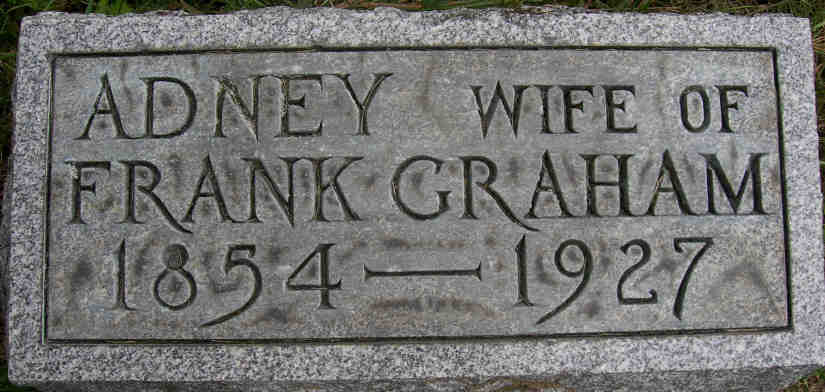 ADNEY WIFE OF
FRANK GRAHAM
1854—1927